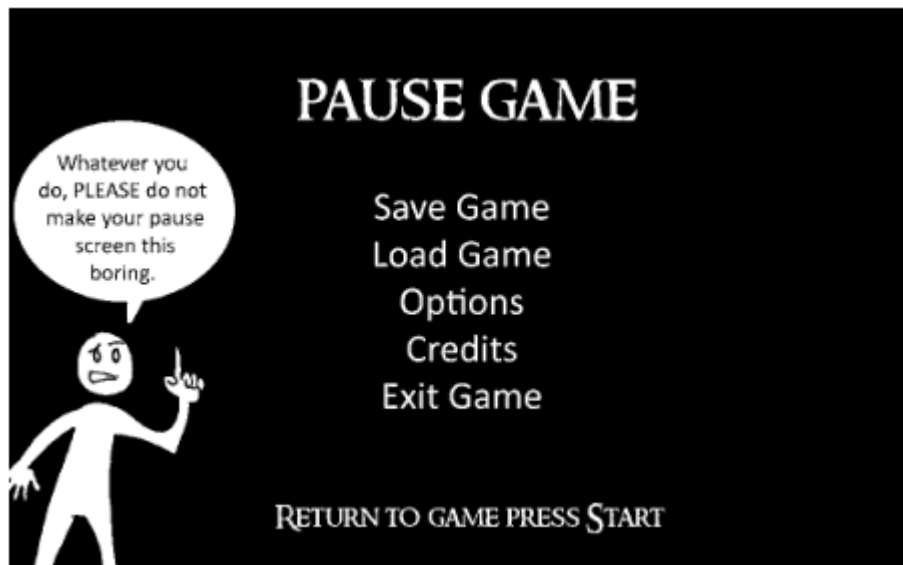 PAUSE GAME
Whatever you
do, PLEASE do not
make your pause
screen this
boring.
Save Game
Load Game
Options
Credits
Exit Game
RETURN TO GAME PRESS START